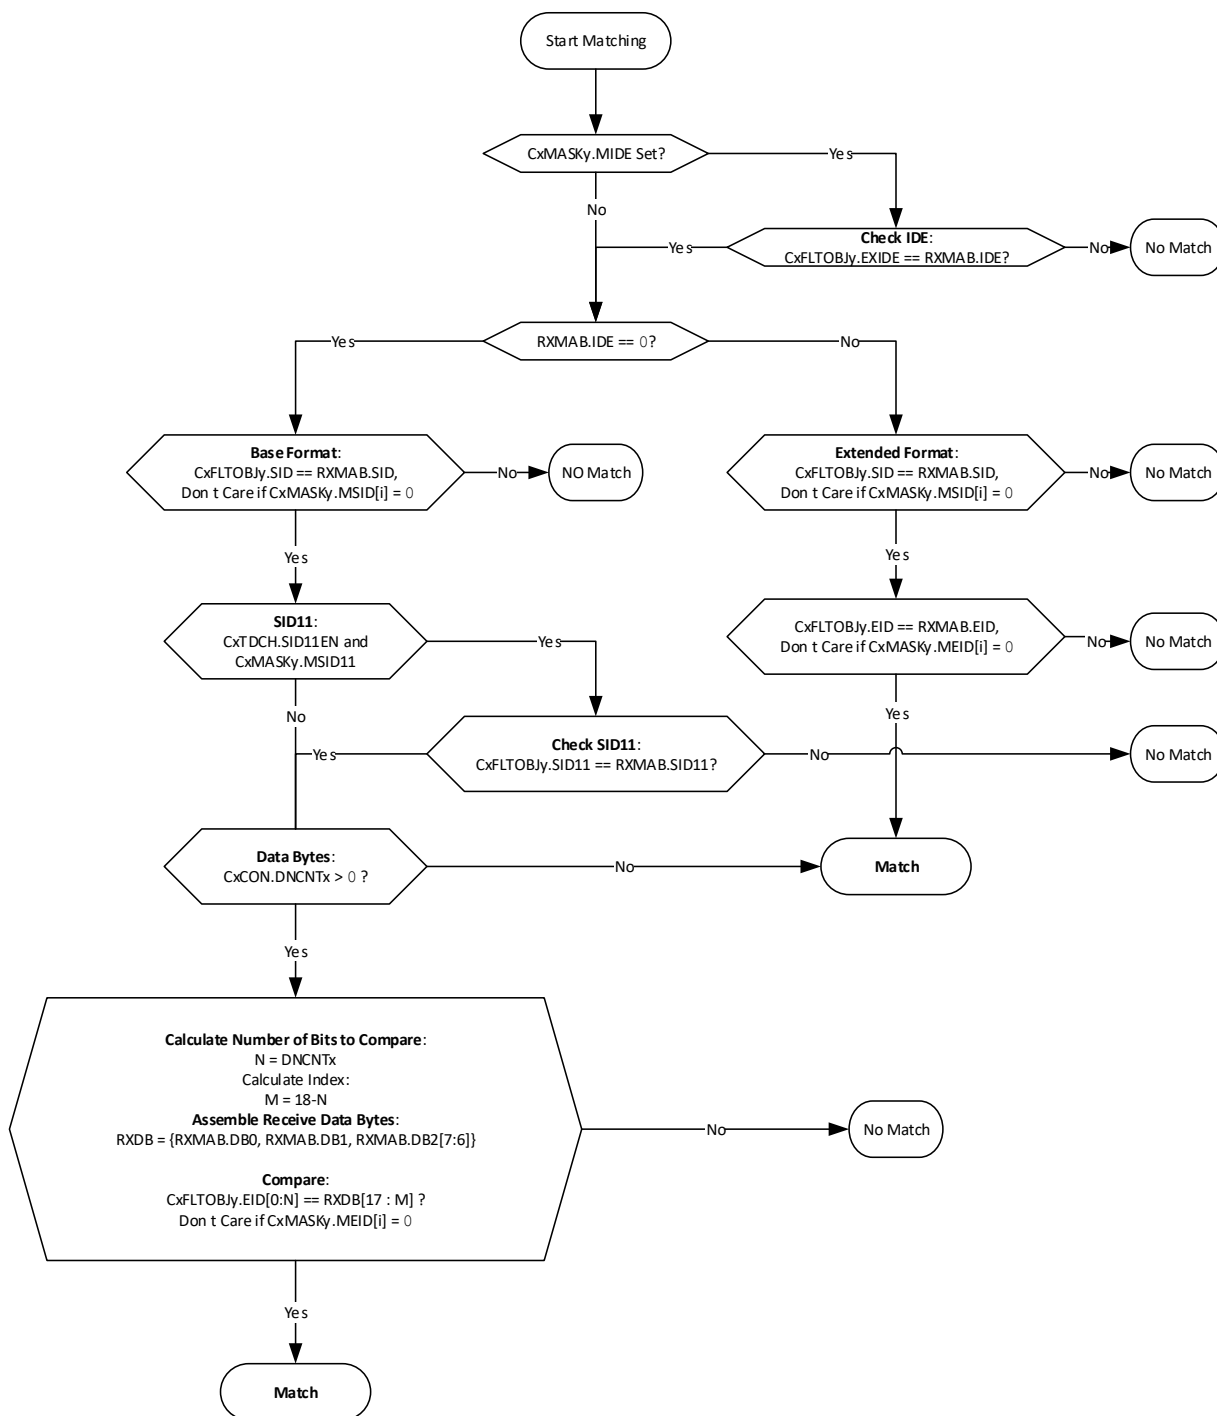 Start Matching
CxMASKy.MIDE Set?
Yes
No
Check IDE:
CxFLTOBJy.EXIDE == RXMAB.IDE?
Yes
No
No Match
RXMAB.IDE == 0?
Yes
No
Base Format:
CxFLTOBJy.SID == RXMAB.SID,
Don t Care if CxMASKy.MSID[i] = 0
No
NO Match
Extended Format:
CxFLTOBJy.SID == RXMAB.SID,
Don t Care if CxMASKy.MSID[i] = 0
No
No Match
Yes
Yes
SID11:
CxTDCH.SID11EN and
CxMASKy.MSID11
Yes
CxFLTOBJy.EID == RXMAB.EID,
Don t Care if CxMASKy.MEID[i] = 0
No
No Match
No
Yes
Yes
Check SID11:
CxFLTOBJy.SID11 == RXMAB.SID11?
No
No Match
Data Bytes:
CxCON.DNCNTx > 0 ?
No
Match
Yes
Calculate Number of Bits to Compare:
N = DNCNTx
Calculate Index:
M = 18-N
Assemble Receive Data Bytes:
RXDB = {RXMAB.DB0, RXMAB.DB1, RXMAB.DB2[7:6]}
Compare:
CxFLTOBJy.EID[0:N] == RXDB[17 : M] ?
Don t Care if CxMASKy.MEID[i] = 0
No
No Match
Yes
Match